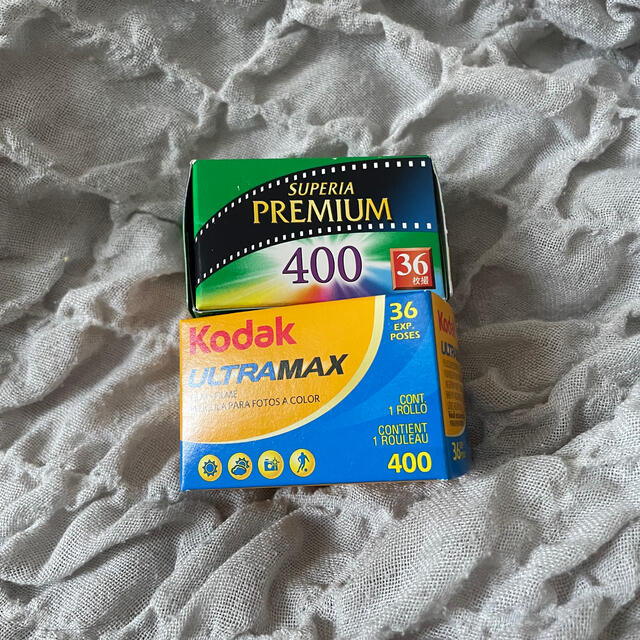 SUPERIA
PREMIUM
400
36
枚撮
Kodak
ULTRAMAX
PARA FOTOS A COLOR
36
EXP.
POSES
CONT.
1 ROLLO
CONTIENT
1 ROULEAU
400
36